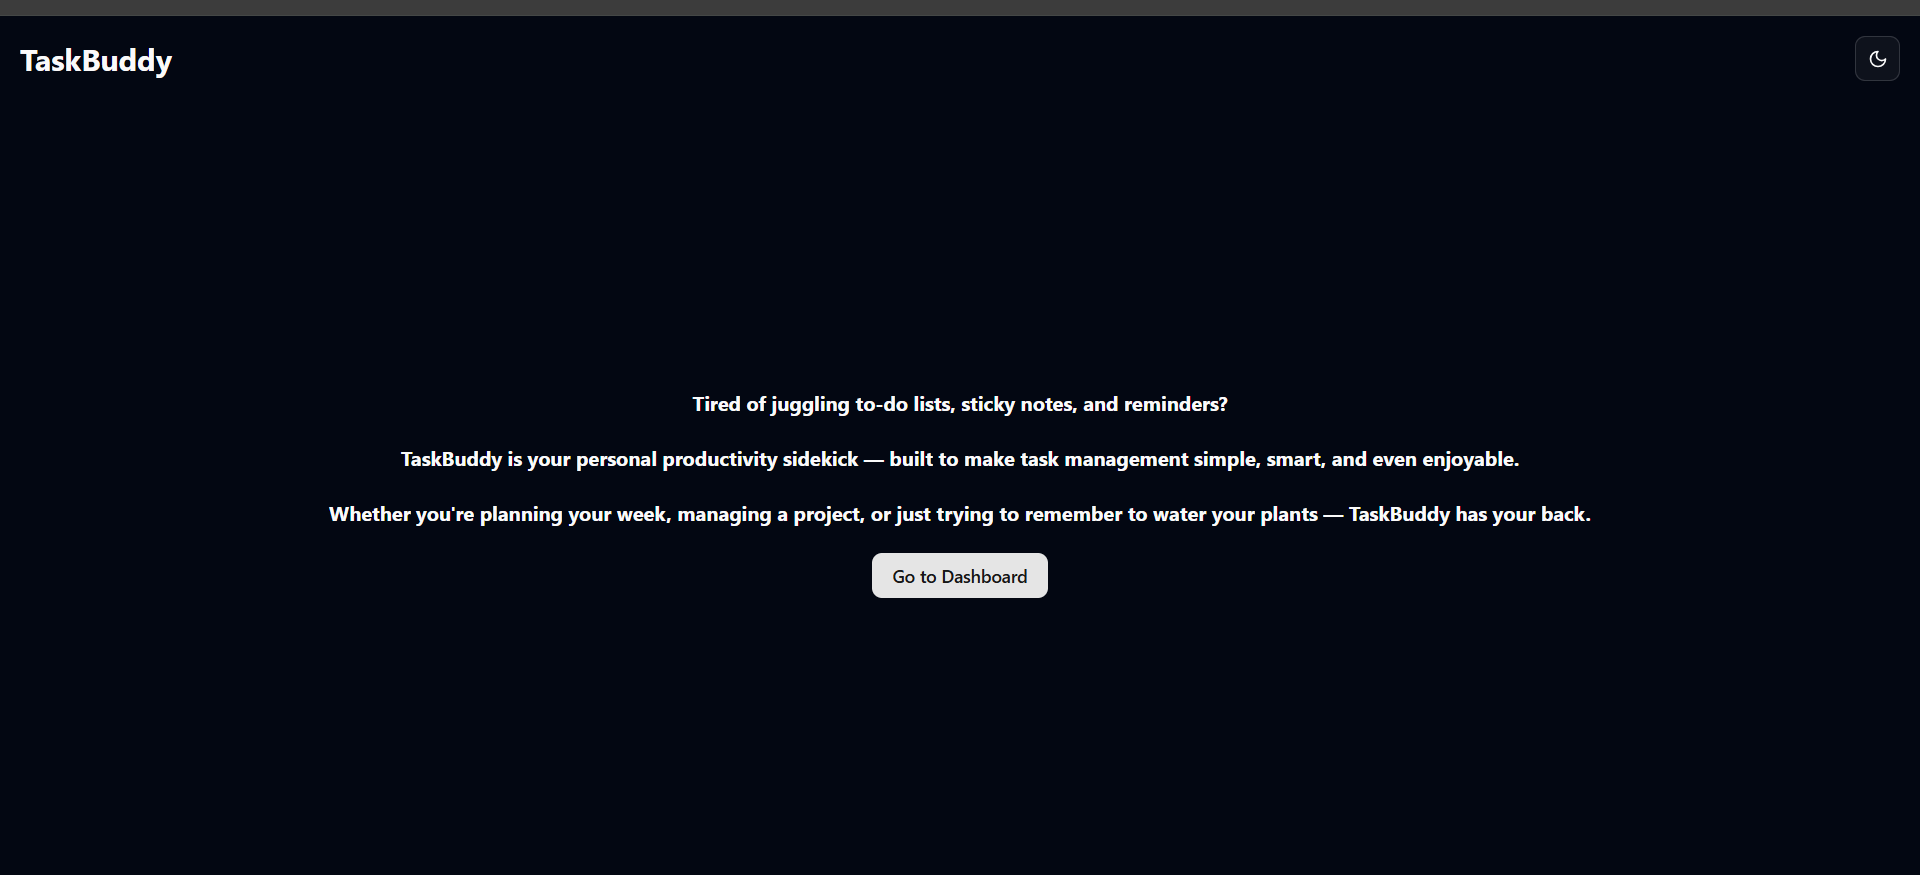 TaskBuddy
Tired of juggling to-do lists, sticky notes, and reminders?
TaskBuddy is your personal productivity sidekick — built to make task management simple, smart, and even enjoyable.
Whether you're planning your week, managing a project, or just trying to remember to water your plants — TaskBuddy has your back.
Go to Dashboard